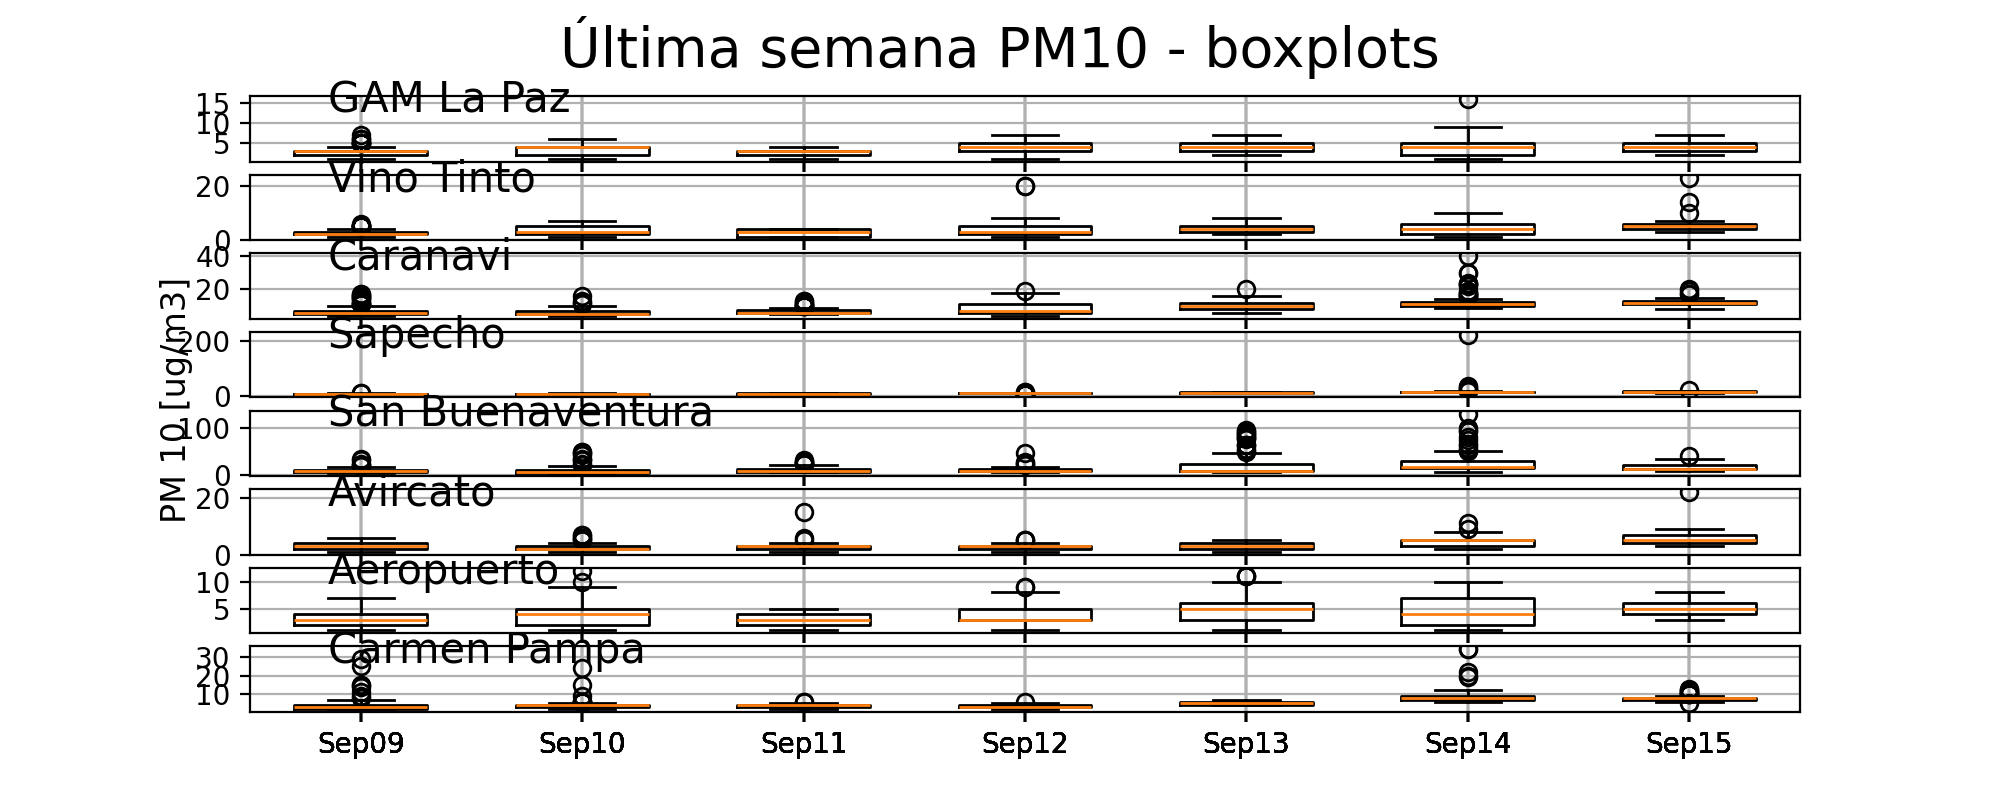 Última semana PM10 - boxplots
GAM La Paz
15
10
5
Vino Tinto
20
0
Caranavi
40
20
Sapecho
200
0
San Buenaventura
100
0
Avircato
20
0
Aeropuerto
10
5
Carmen Pampa
30
20
10
PM 10 [ug/m3]
Sep09 Sep10 Sep11 Sep12 Sep13 Sep14 Sep15